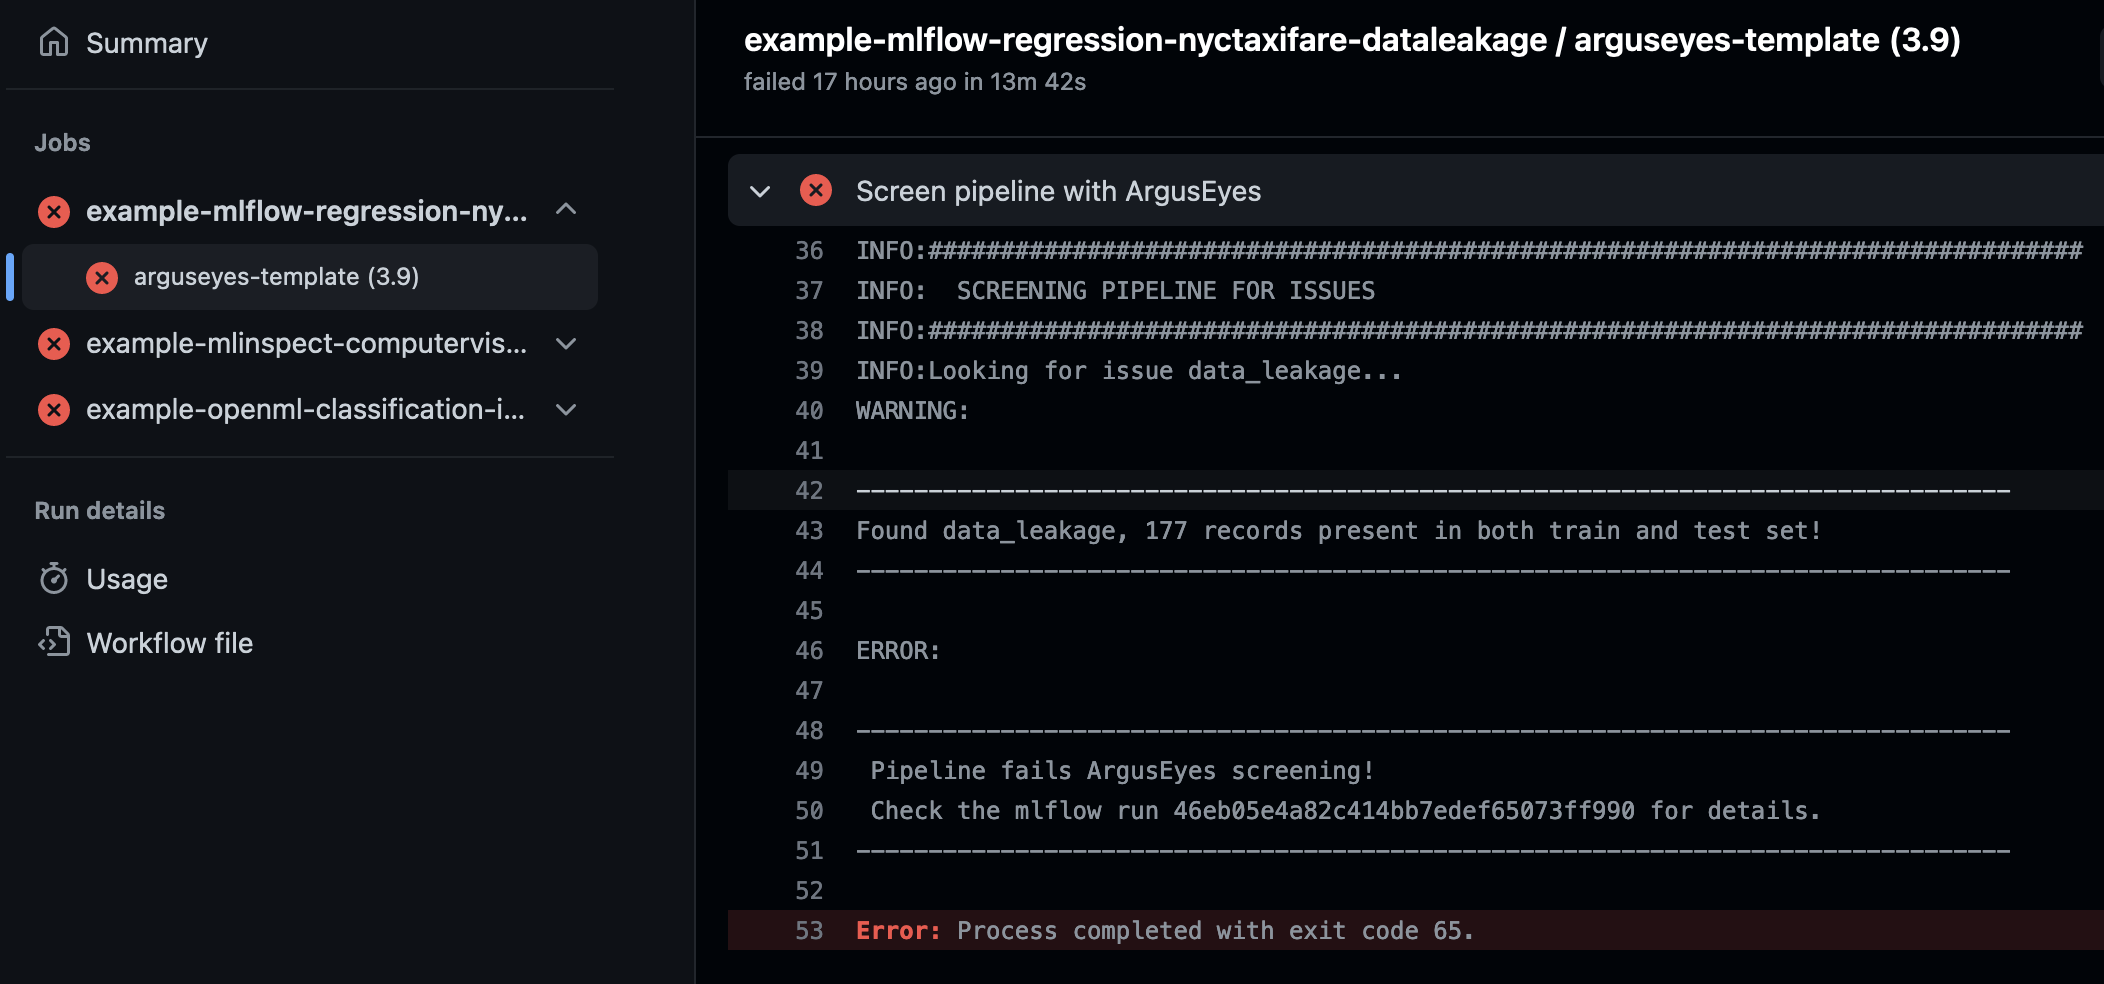 Summary
Jobs
example-mlflow-regression-ny...
arguseyes-template (3.9)
example-mlinspect-computervis...
example-openml-classification-i...
Run details
Usage
Workflow file
example-mlflow-regression-nyctaxifare-dataleakage / arguseyes-template (3.9)
failed 17 hours ago in 13m 42s
Screen pipeline with ArgusEyes
36 INFO:################################################################################
37 INFO:  SCREENING PIPELINE FOR ISSUES
38 INFO:################################################################################
39 INFO:Looking for issue data_leakage...
40 WARNING:
41
42 --------------------------------------------------------------------------------
43 Found data_leakage, 177 records present in both train and test set!
44 --------------------------------------------------------------------------------
45
46 ERROR:
47
48 --------------------------------------------------------------------------------
49  Pipeline fails ArgusEyes screening!
50  Check the mlflow run 46eb05e4a82c414bb7edef65073ff990 for details.
51 --------------------------------------------------------------------------------
52
53 Error: Process completed with exit code 65.